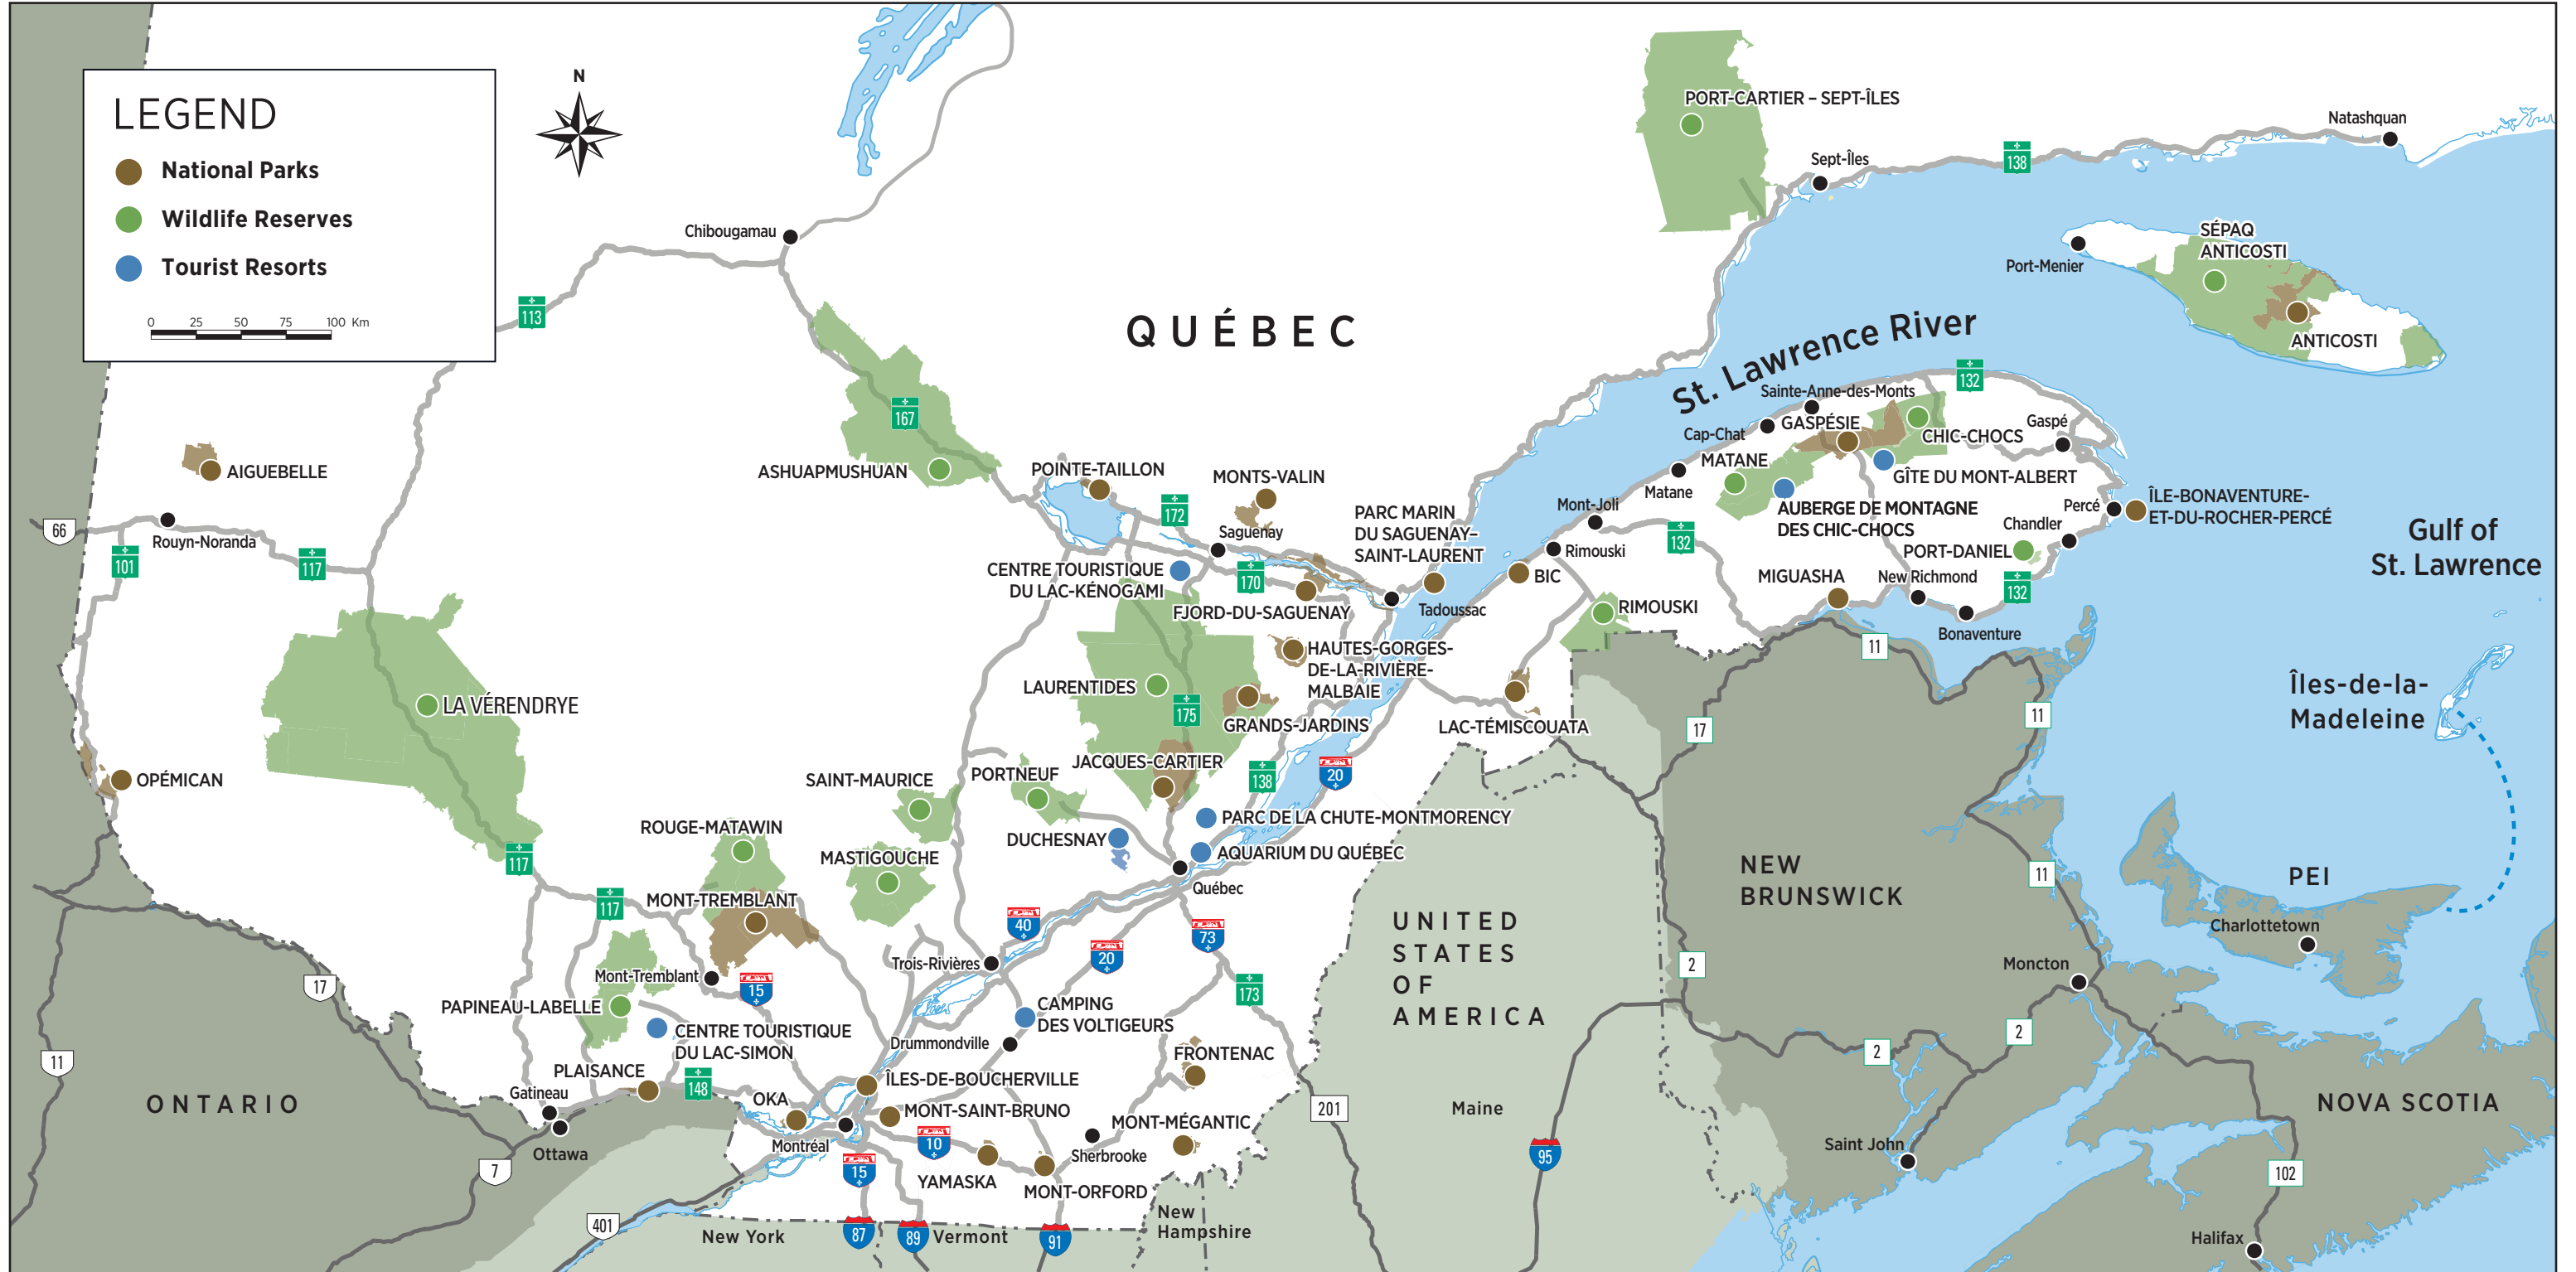 LEGEND
National Parks
Wildlife Reserves
Tourist Resorts
0 25 50 75 100 Km
N
QUÉBEC
Chibougamau
113
167
ASHUAPMUSHUAN
AIGUEBELLE
66
Rouyn-Noranda
101
117
LA VÉRENDRYE
OPÉMICAN
117
117
PORT-CARTIER – SEPT-ÎLES
Sept-Îles
138
Natashquan
Port-Menier
SÉPAQ
ANTICOSTI
ANTICOSTI
St. Lawrence River
Sainte-Anne-des-Monts
132
Cap-Chat
GASPÉSIE
CHIC-CHOCS
Gaspé
MATANE
Matane
GÎTE DU MONT-ALBERT
AUBERGE DE MONTAGNE
DES CHIC-CHOCS
Percé
ÎLE-BONAVENTURE-
ET-DU-ROCHER-PERCÉ
Chandler
PORT-DANIEL
132
New Richmond
Bonaventure
MIGUASHA
Mont-Joli
132
Rimouski
BIC
RIMOUSKI
Gulf of
St. Lawrence
Îles-de-la-
Madeleine
POINTE-TAILLON
172
MONTS-VALIN
Saguenay
PARC MARIN
DU SAGUENAY–
SAINT-LAURENT
CENTRE TOURISTIQUE
DU LAC-KÉNOGAMI
170
FJORD-DU-SAGUENAY
Tadoussac
HAUTES-GORGES-
DE-LA-RIVIÈRE-
MALBAIE
LAURENTIDES
175
GRANDS-JARDINS
LAC-TÉMISCOUATA
JACQUES-CARTIER
138
20
SAINT-MAURICE
PORTNEUF
PARC DE LA CHUTE-MONTMORENCY
DUCHESNAY
AQUARIUM DU QUÉBEC
Québec
ROUGE-MATAWIN
MASTIGOUCHE
MONT-TREMBLANT
Mont-Tremblant
15
40
20
73
173
Trois-Rivières
PAPINEAU-LABELLE
CENTRE TOURISTIQUE
DU LAC-SIMON
CAMPING
DES VOLTIGEURS
Drummondville
FRONTENAC
PLAISANCE
148
Gatineau
Ottawa
OKA
ÎLES-DE-BOUCHERVILLE
MONT-SAINT-BRUNO
Montréal
10
15
YAMASKA
MONT-ORFORD
Sherbrooke
MONT-MÉGANTIC
ONTARIO
17
11
7
401
New York
87
89
Vermont
91
New
Hampshire
201
Maine
95
UNITED
STATES
OF
AMERICA
NEW
BRUNSWICK
17
11
11
11
2
2
2
Moncton
Saint John
PEI
Charlottetown
NOVA SCOTIA
102
Halifax